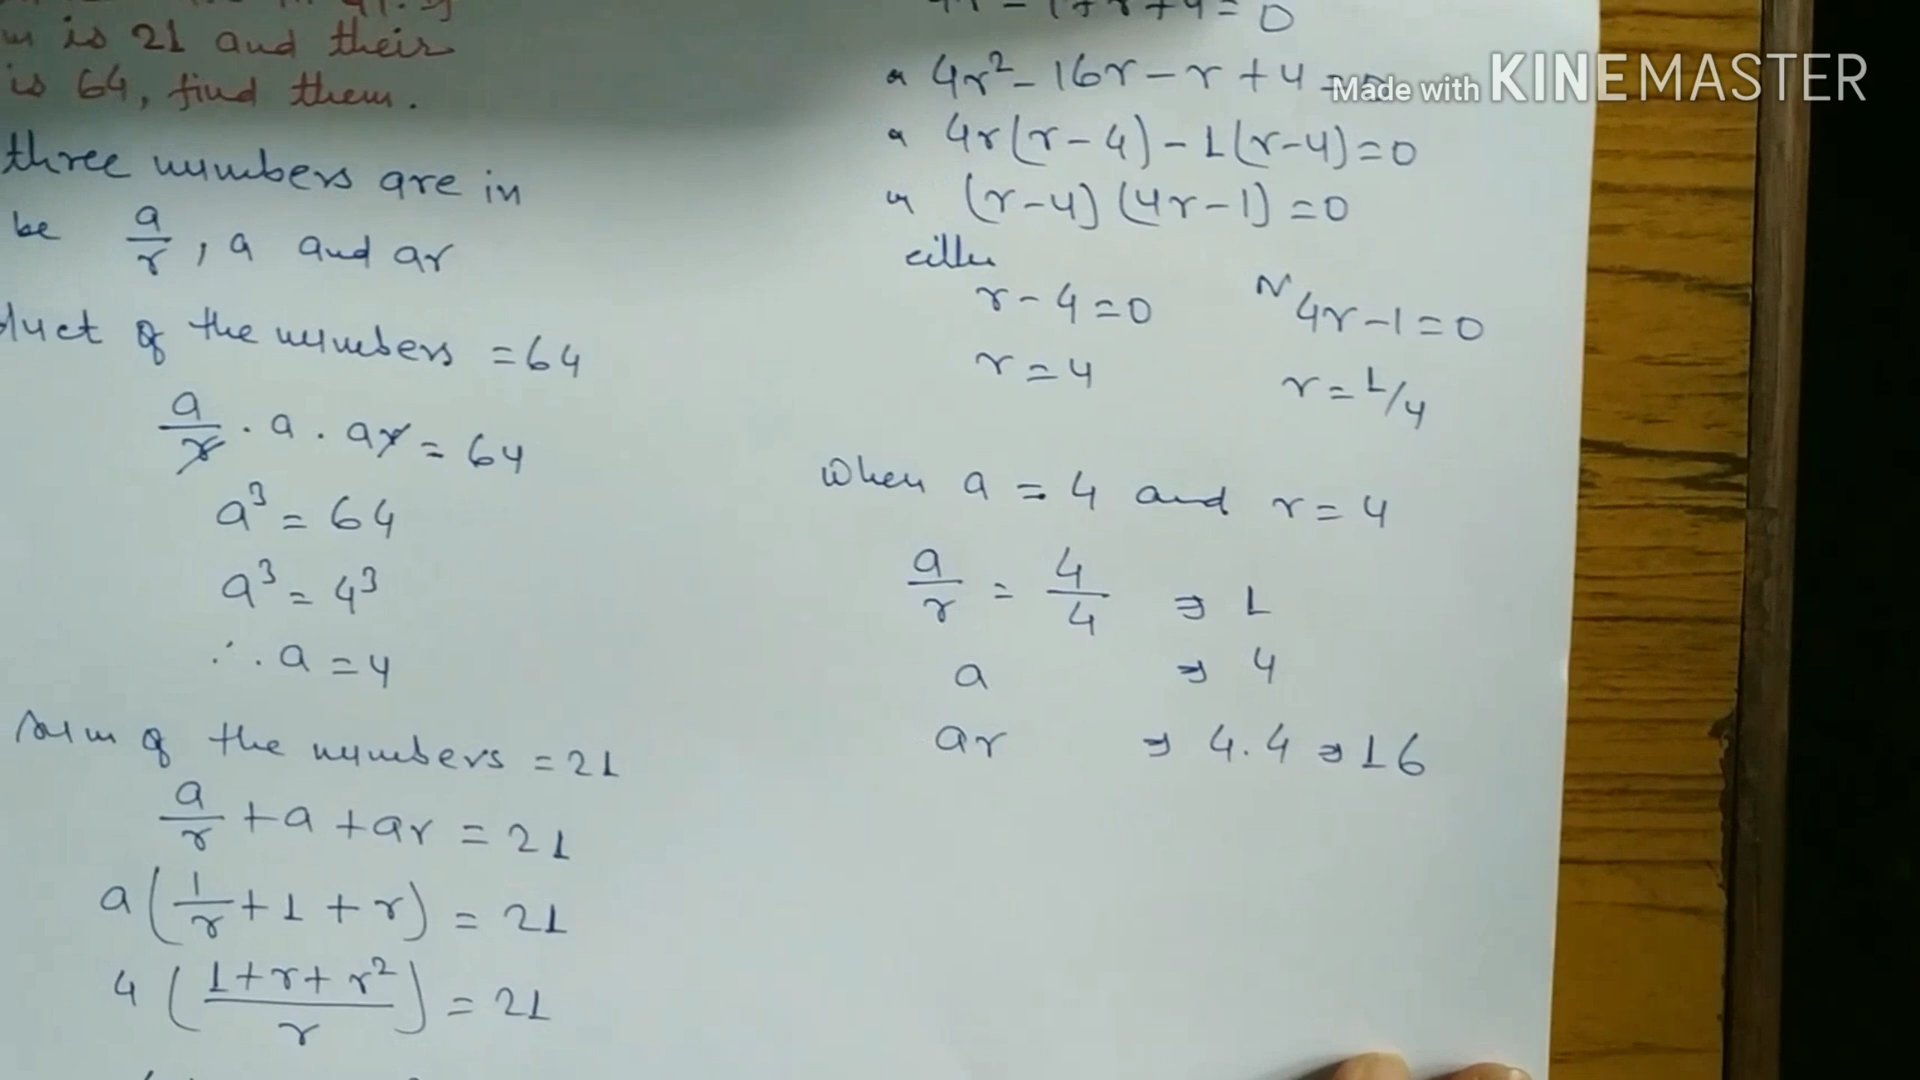 is 21 and their
is 64, find them.
three numbers are in
be a/r, a and ar
of the numbers = 64
a/r . a . ar = 64
a³ = 64
a³ = 4³
∴ a = 4
sum of the numbers = 21
a/r + a + ar = 21
a(1/r + 1 + r) = 21
4((1+r+r²)/r) = 21
4r² - 16r - r + 4 =
4r(r-4) - 1(r-4) = 0
(r-4)(4r-1) = 0
either
r-4=0 4r-1=0
r=4 r=1/4
when a = 4 and r = 4
a/r = 4/4 ⇒ 1
a ⇒ 4
ar ⇒ 4.4 ⇒ 16
Made with KINEMASTER